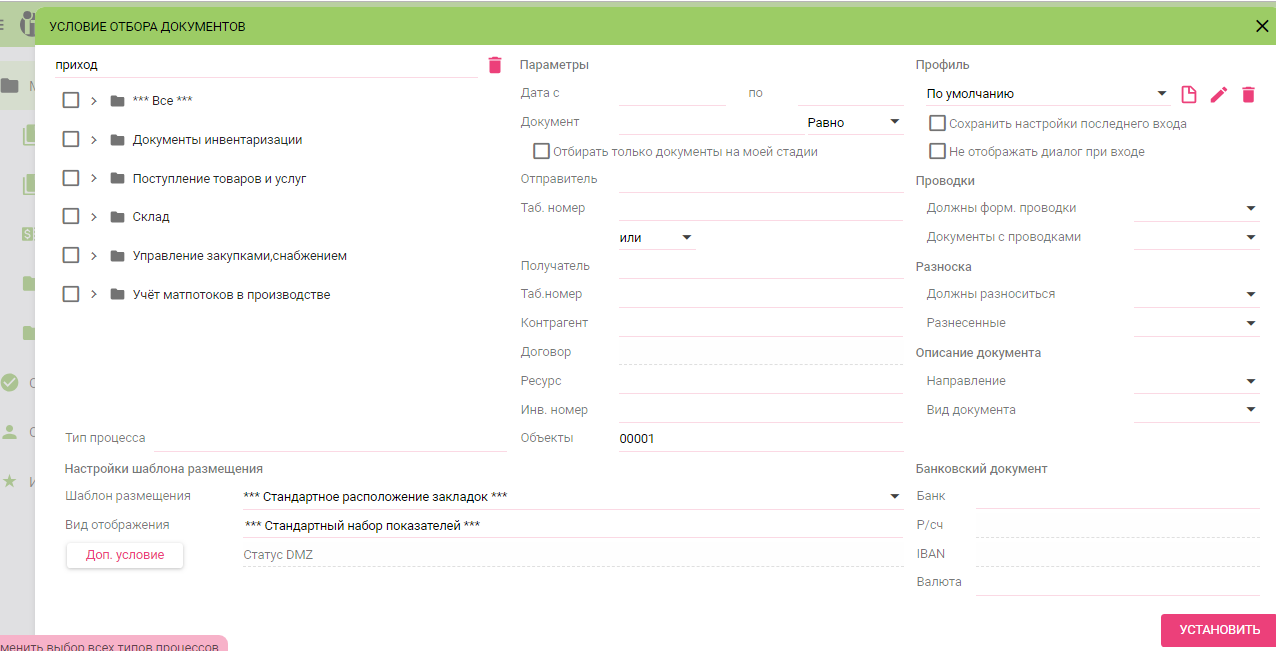 УСЛОВИЕ ОТБОРА ДОКУМЕНТОВ
приход
*** Все ***
Документы инвентаризации
Поступление товаров и услуг
Склад
Управление закупками,снабжением
Учёт матпотоков в производстве
Тип процесса
Параметры
Дата с по
Документ Равно
Отбирать только документы на моей стадии
Отправитель
Таб. номер
или
Получатель
Таб.номер
Контрагент
Договор
Ресурс
Инв. номер
Объекты 00001
Профиль
По умолчанию
Сохранить настройки последнего входа
Не отображать диалог при входе
Проводки
Должны форм. проводки
Документы с проводками
Разноска
Должны разноситься
Разнесенные
Описание документа
Направление
Вид документа
Настройки шаблона размещения
Шаблон размещения *** Стандартное расположение закладок ***
Вид отображения *** Стандартный набор показателей ***
Доп. условие Статус DMZ
Банковский документ
Банк
Р/сч
IBAN
Валюта
УСТАНОВИТЬ
менить выбор всех типов процессов